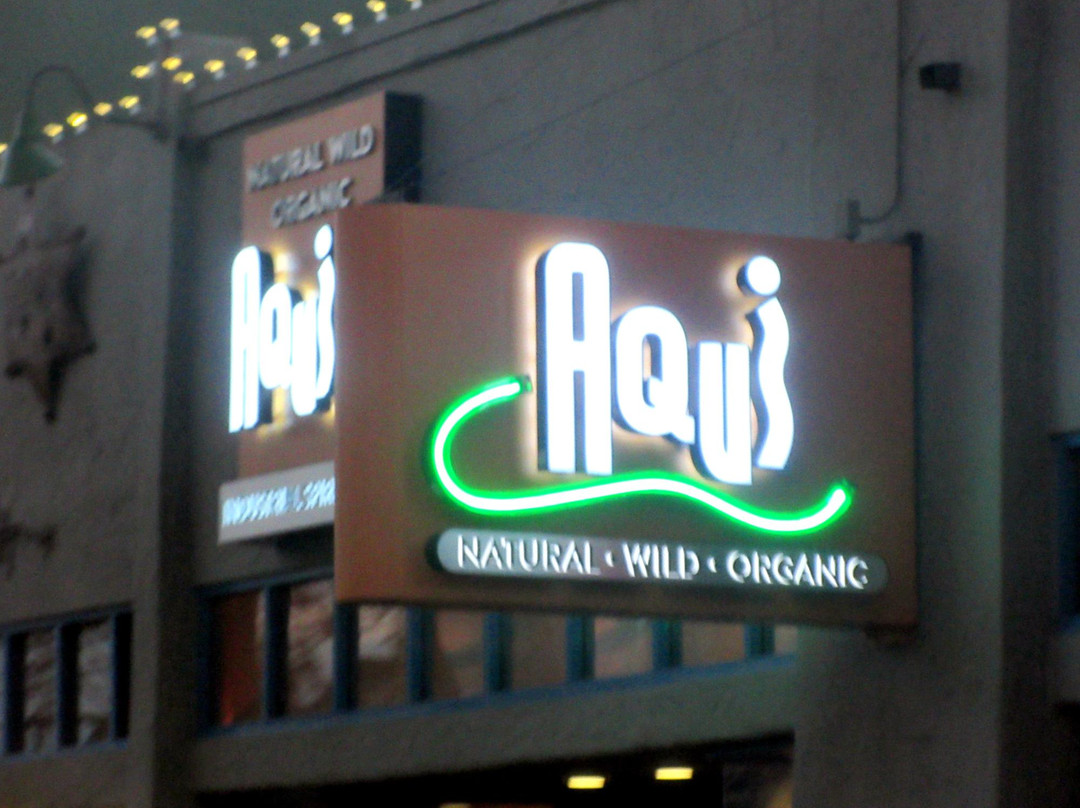 NATURAL WILD
ORGANIC
Aqui
Aqui
NATURAL • WILD • ORGANIC